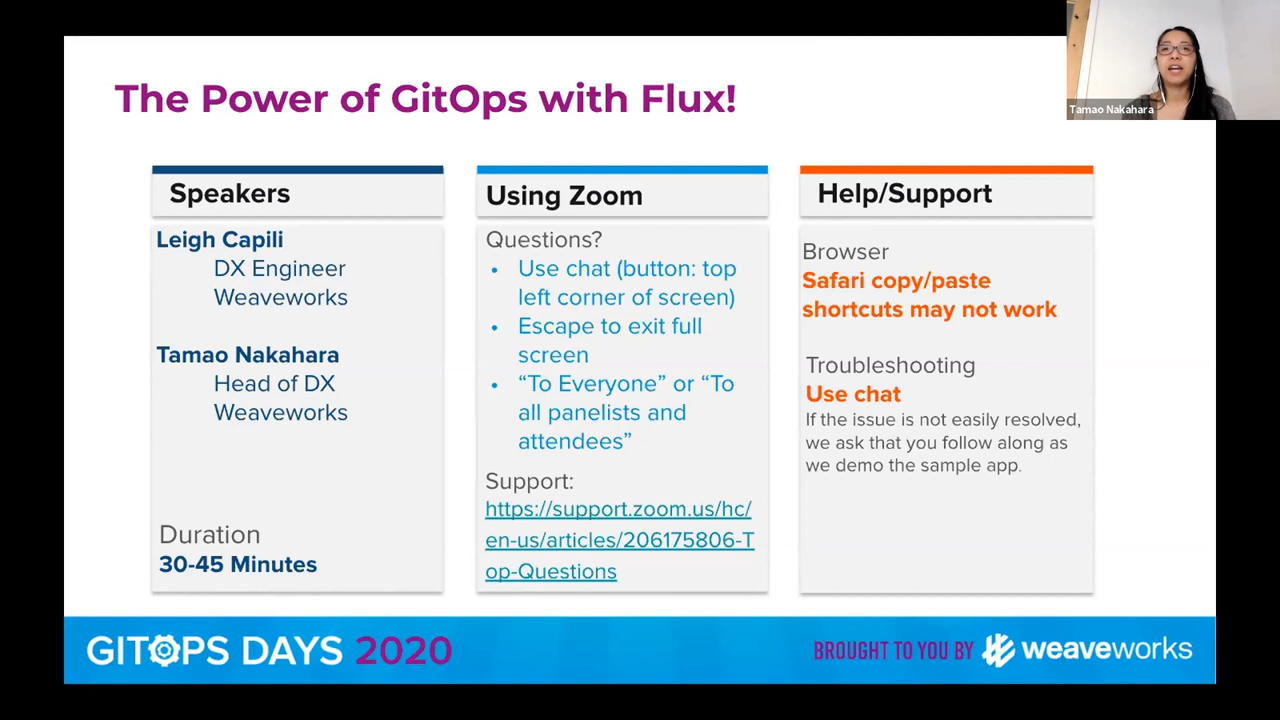 The Power of GitOps with Flux!
Tamao Nakahara
Speakers
Leigh Capili
DX Engineer
Weaveworks
Tamao Nakahara
Head of DX
Weaveworks
Duration
30-45 Minutes
Using Zoom
Questions?
• Use chat (button: top
left corner of screen)
• Escape to exit full
screen
• “To Everyone” or “To
all panelists and
attendees”
Support:
https://support.zoom.us/hc/
en-us/articles/206175806-T
op-Questions
Help/Support
Browser
Safari copy/paste
shortcuts may not work
Troubleshooting
Use chat
If the issue is not easily resolved,
we ask that you follow along as
we demo the sample app.
GITOPS DAYS 2020
BROUGHT TO YOU BY weaveworks